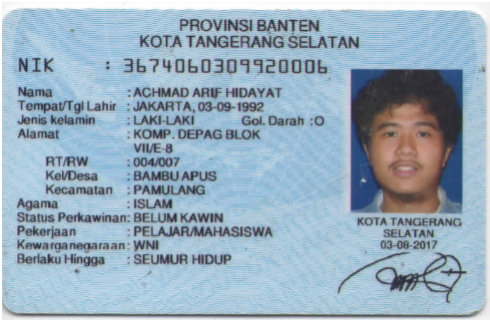 PROVINSI BANTEN
KOTA TANGERANG SELATAN
NIK : 3674060309920006
Nama : ACHMAD ARIF HIDAYAT
Tempat/Tgl Lahir : JAKARTA, 03-09-1992
Jenis kelamin : LAKI-LAKI Gol. Darah :O
Alamat : KOMP. DEPAG BLOK
VII/E-8
RT/RW : 004/007
Kel/Desa : BAMBU APUS
Kecamatan : PAMULANG
Agama : ISLAM
Status Perkawinan: BELUM KAWIN
Pekerjaan : PELAJAR/MAHASISWA
Kewarganegaraan: WNI
Berlaku Hingga : SEUMUR HIDUP
KOTA TANGERANG
SELATAN
03-08-2017